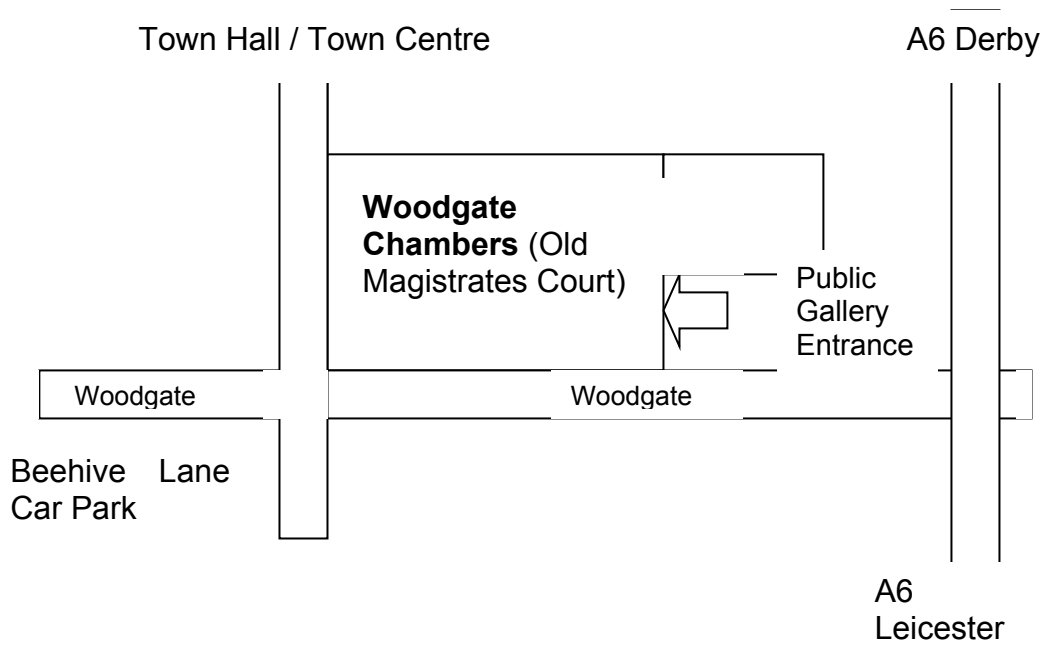 Town Hall / Town Centre
A6 Derby
Woodgate
Chambers (Old
Magistrates Court)
Public
Gallery
Entrance
Woodgate
Woodgate
Beehive Lane
Car Park
A6
Leicester